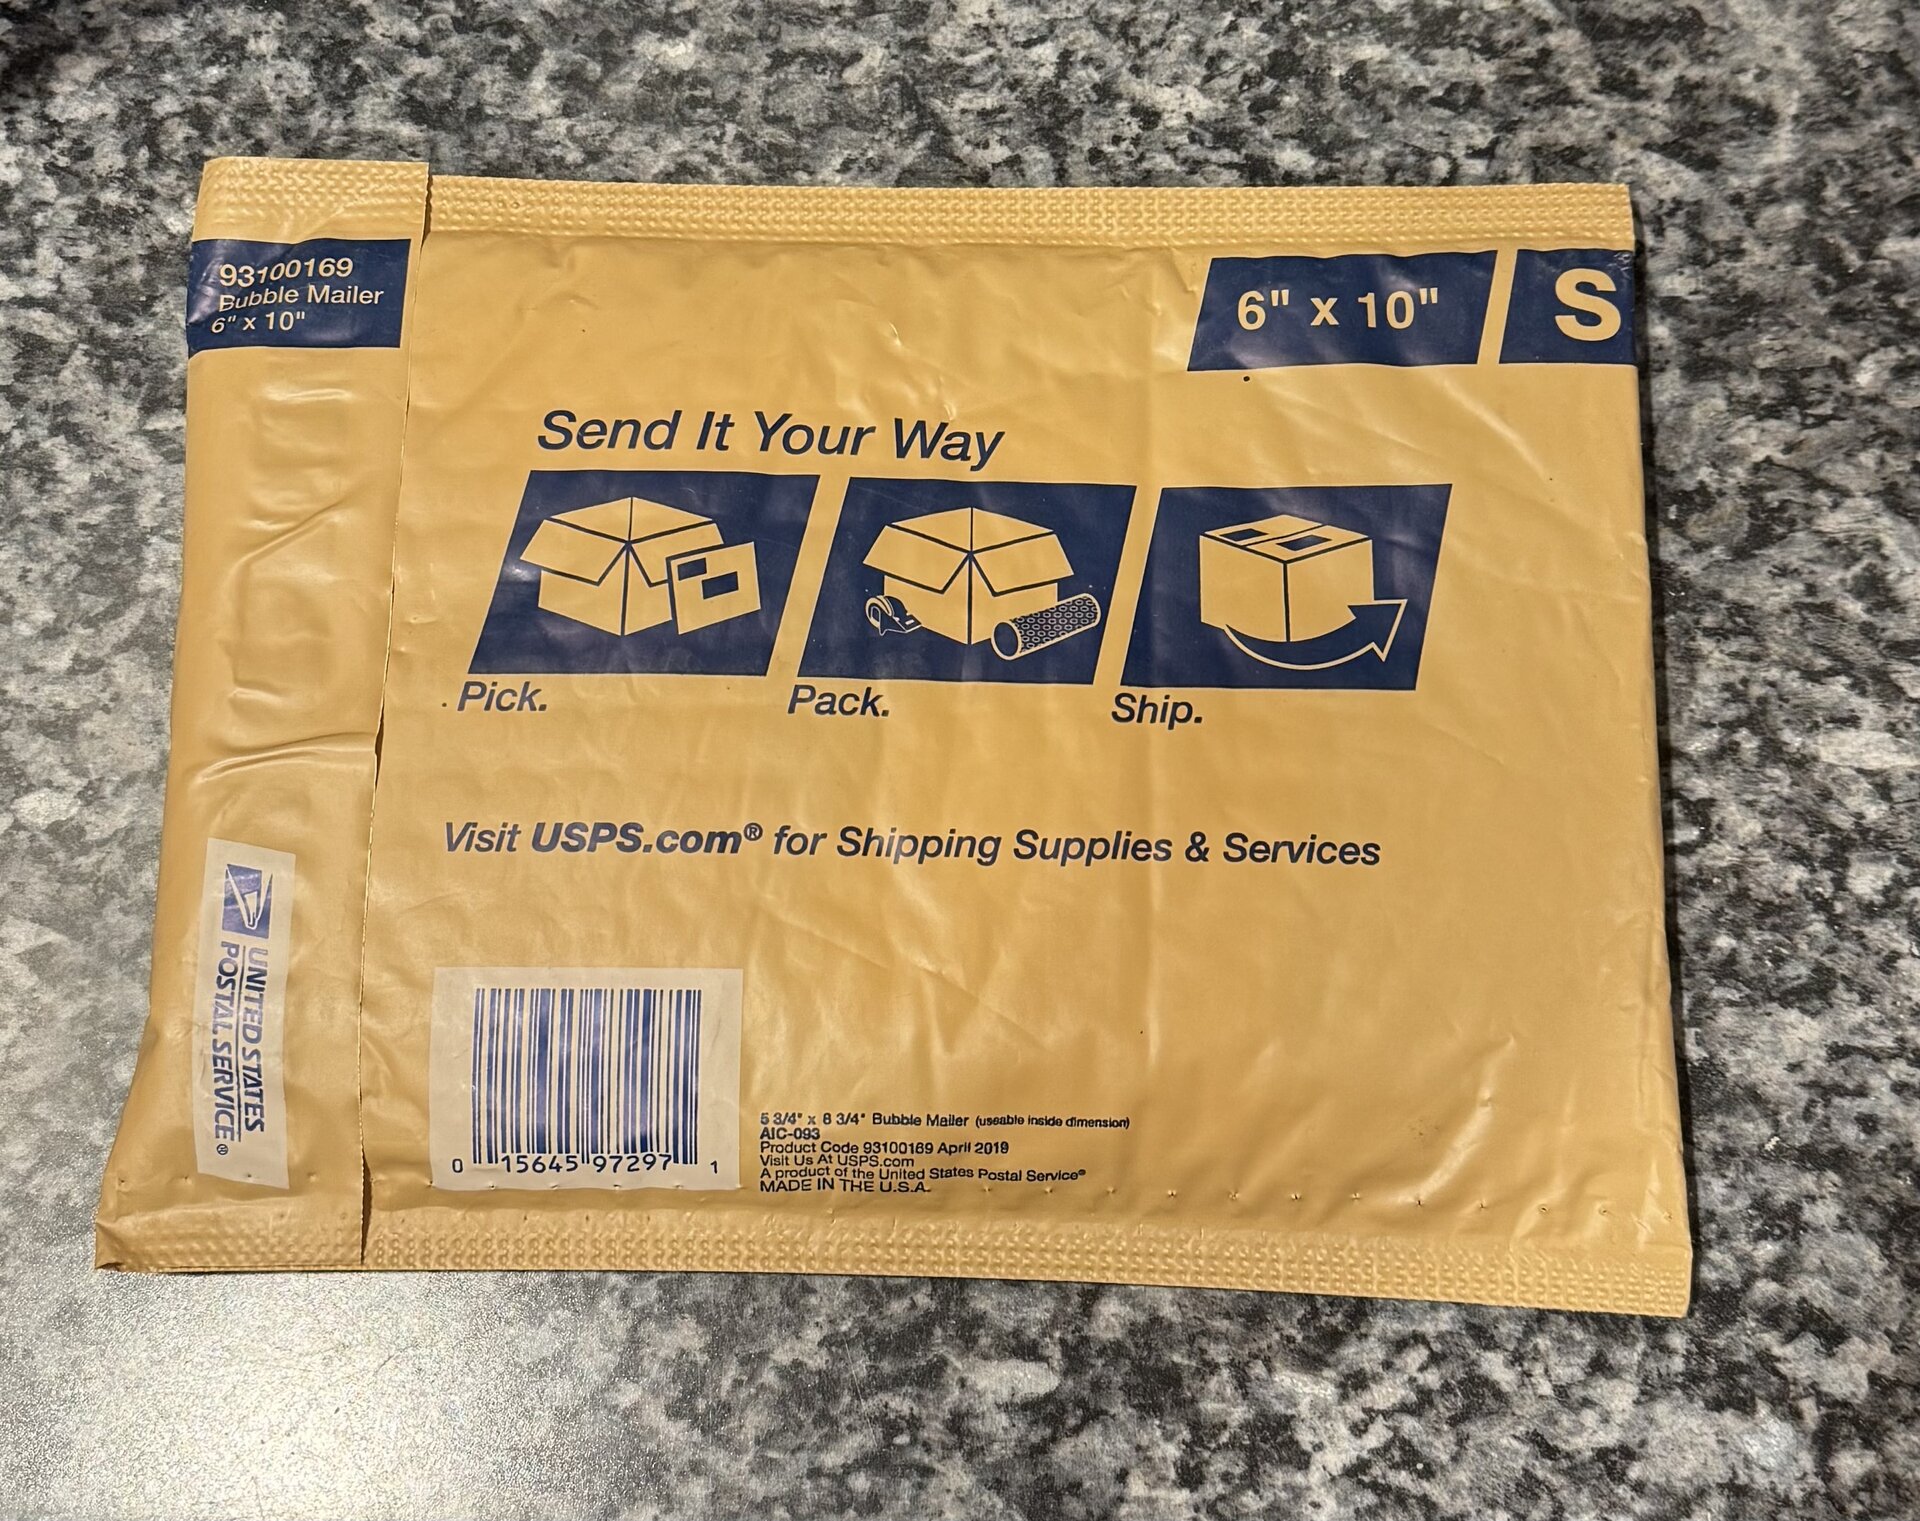 93100169
Bubble Mailer
6" x 10"
6" x 10"
S
Send It Your Way
Pick.
Pack.
Ship.
Visit USPS.com® for Shipping Supplies & Services
UNITED STATES
POSTAL SERVICE®
0 15645 97297 1
5 3/4" x 8 3/4" Bubble Mailer (useable inside dimension)
AIC-093
Product Code 93100169 April 2019
Visit Us At USPS.com
A product of the United States Postal Service®
MADE IN THE U.S.A.